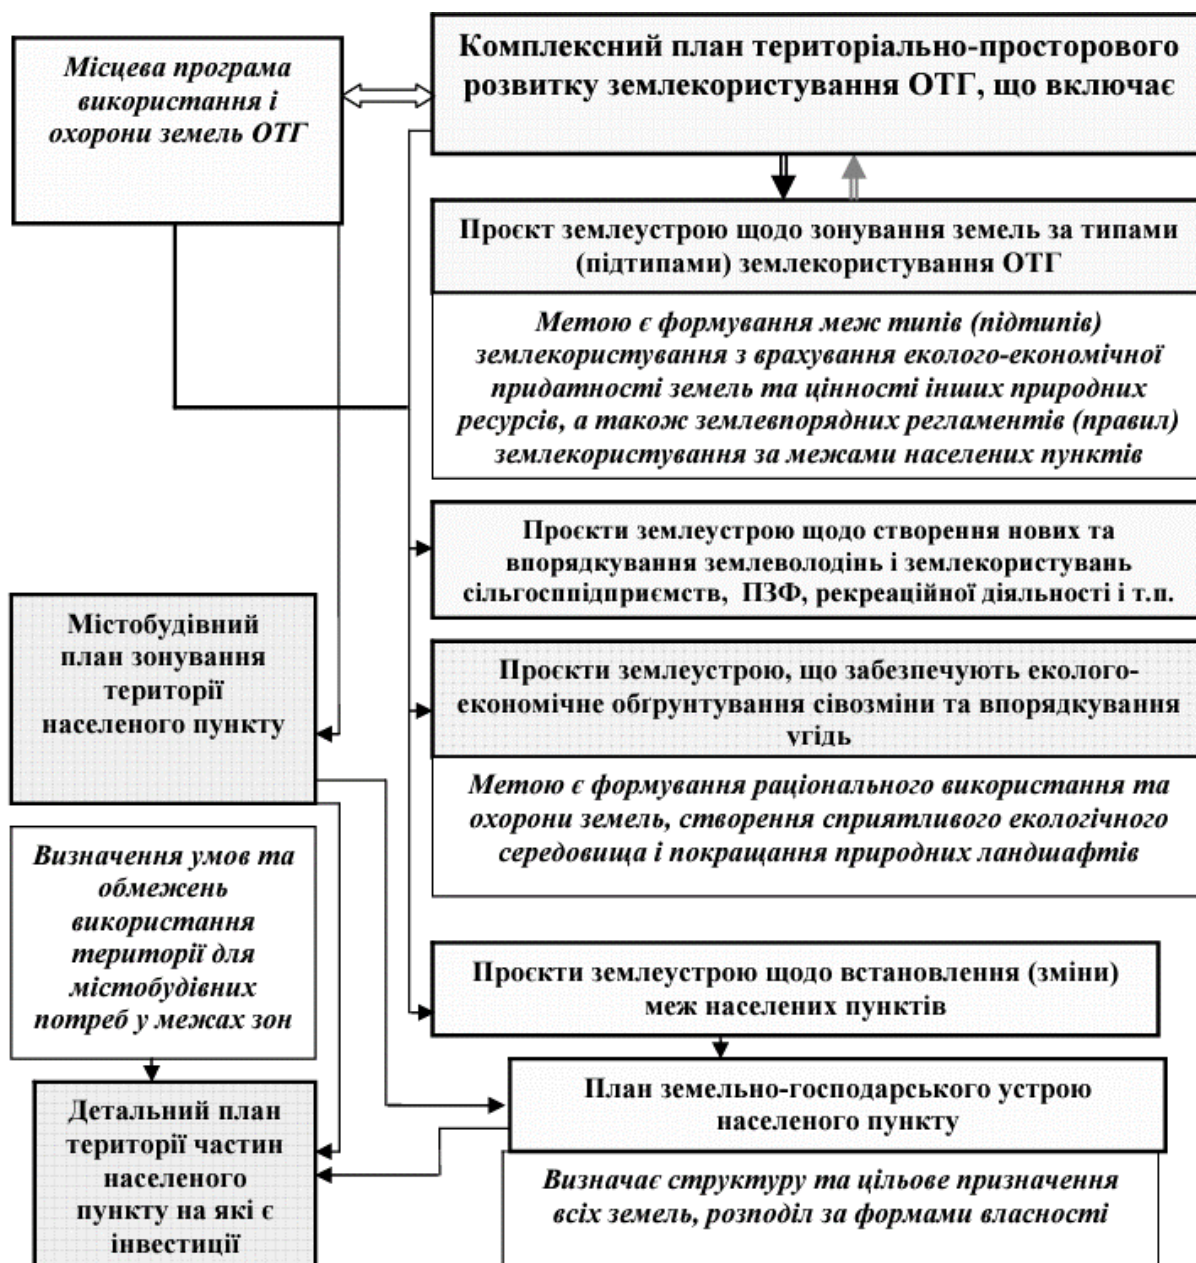 Місцева програма
використання і
охорони земель ОТГ
Комплексний план територіально-просторового
розвитку землекористування ОТГ, що включає
Проєкт землеустрою щодо зонування земель за типами
(підтипами) землекористування ОТГ
Метою є формування меж типів (підтипів)
землекористування з врахування еколого-економічної
придатності земель та цінності інших природних
ресурсів, а також землевпорядних регламентів (правил)
землекористування за межами населених пунктів
Проєкти землеустрою щодо створення нових та
впорядкування землеволодінь і землекористувань
сільгосппідприємств, ПЗФ, рекреаційної діяльності і т.п.
Містобудівний
план зонування
території
населеного пункту
Проєкти землеустрою, що забезпечують еколого-
економічне обґрунтування сівозміни та впорядкування
угідь
Метою є формування раціонального використання та
охорони земель, створення сприятливого екологічного
середовища і покращання природних ландшафтів
Визначення умов та
обмежень
використання
території для
містобудівних
потреб у межах зон
Проєкти землеустрою щодо встановлення (зміни)
меж населених пунктів
План земельно-господарського устрою
населеного пункту
Детальний план
території частин
населеного
пункту на які є
інвестиції
Визначає структуру та цільове призначення
всіх земель, розподіл за формами власності